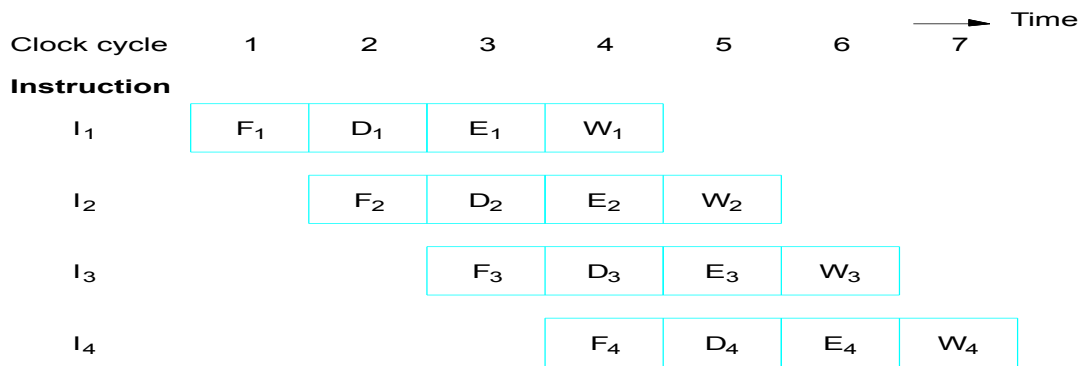 Time
Clock cycle 1 2 3 4 5 6 7
Instruction
I1 F1 D1 E1 W1
I2 F2 D2 E2 W2
I3 F3 D3 E3 W3
I4 F4 D4 E4 W4